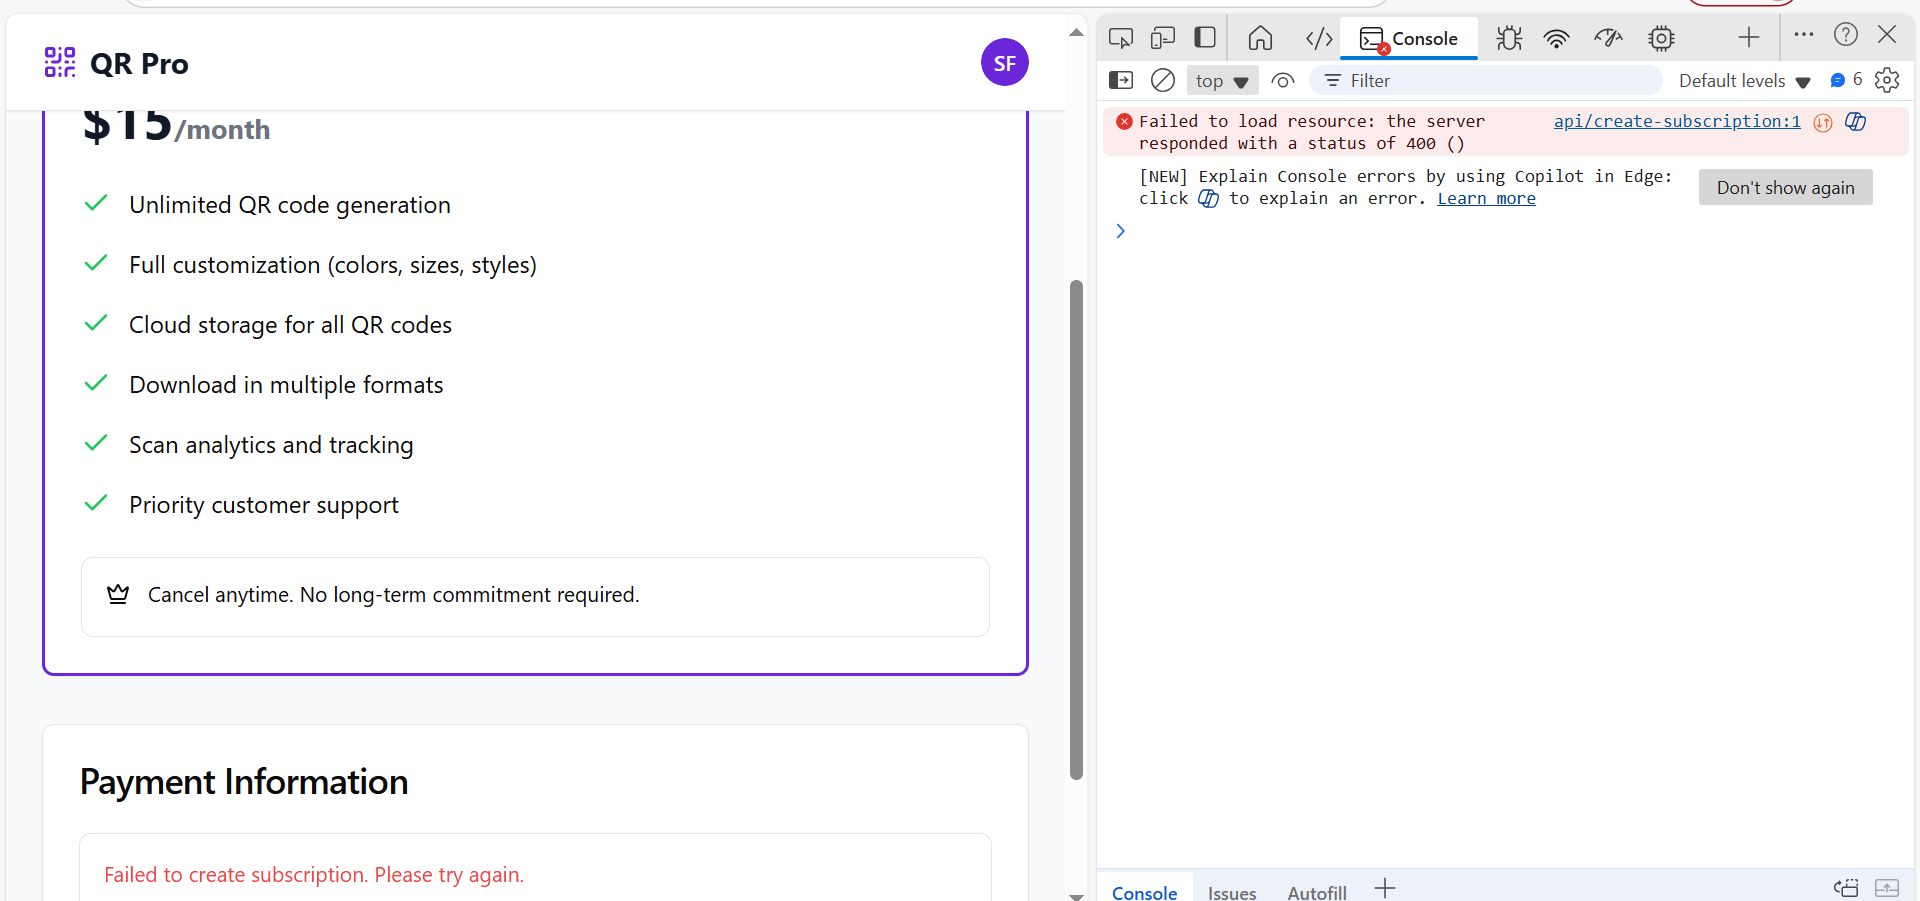 QR Pro
SF
$15/month
Unlimited QR code generation
Full customization (colors, sizes, styles)
Cloud storage for all QR codes
Download in multiple formats
Scan analytics and tracking
Priority customer support
Cancel anytime. No long-term commitment required.
Payment Information
Failed to create subscription. Please try again.
Console
top
Filter
Default levels
6
Failed to load resource: the server api/create-subscription:1
responded with a status of 400 ()
[NEW] Explain Console errors by using Copilot in Edge:
click to explain an error. Learn more
Don't show again
Console Issues Autofill